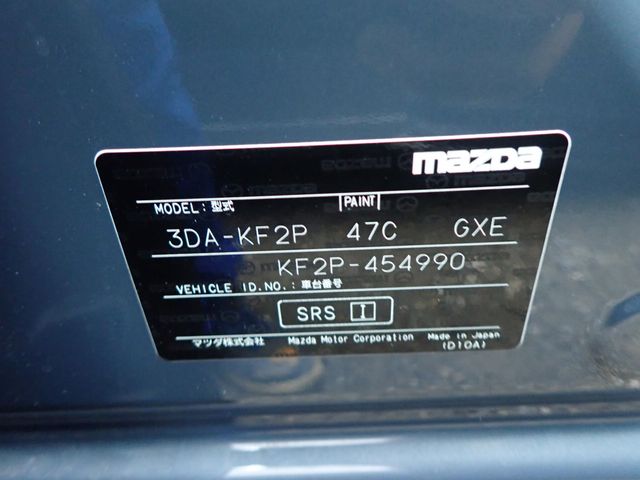 mazda
MODEL:型式 PAINT
3DA-KF2P 47C GXE
KF2P-454990
VEHICLE ID.NO.:車台番号
SRS I
マツダ株式会社 Mazda Motor Corporation Made in Japan
(D10A)